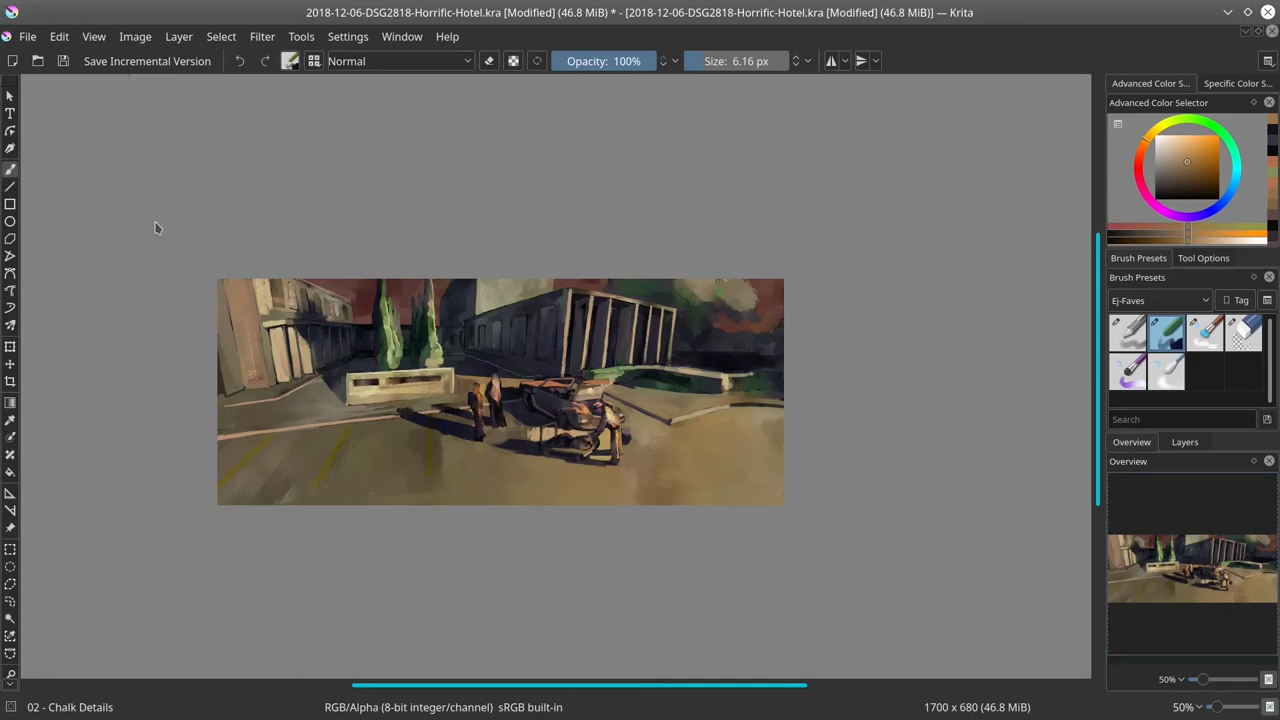 2018-12-06-DSG2818-Horrific-Hotel.kra [Modified] (46.8 MiB) * - [2018-12-06-DSG2818-Horrific-Hotel.kra [Modified] (46.8 MiB)] — Krita
File Edit View Image Layer Select Filter Tools Settings Window Help
Save Incremental Version Normal Opacity: 100% Size: 6.16 px
Advanced Color S... Specific Color S...
Advanced Color Selector
Brush Presets Tool Options
Brush Presets
Ej-Faves Tag
Search
Overview Layers
Overview
50%
02 - Chalk Details RGB/Alpha (8-bit integer/channel) sRGB built-in 1700 x 680 (46.8 MiB) 50%